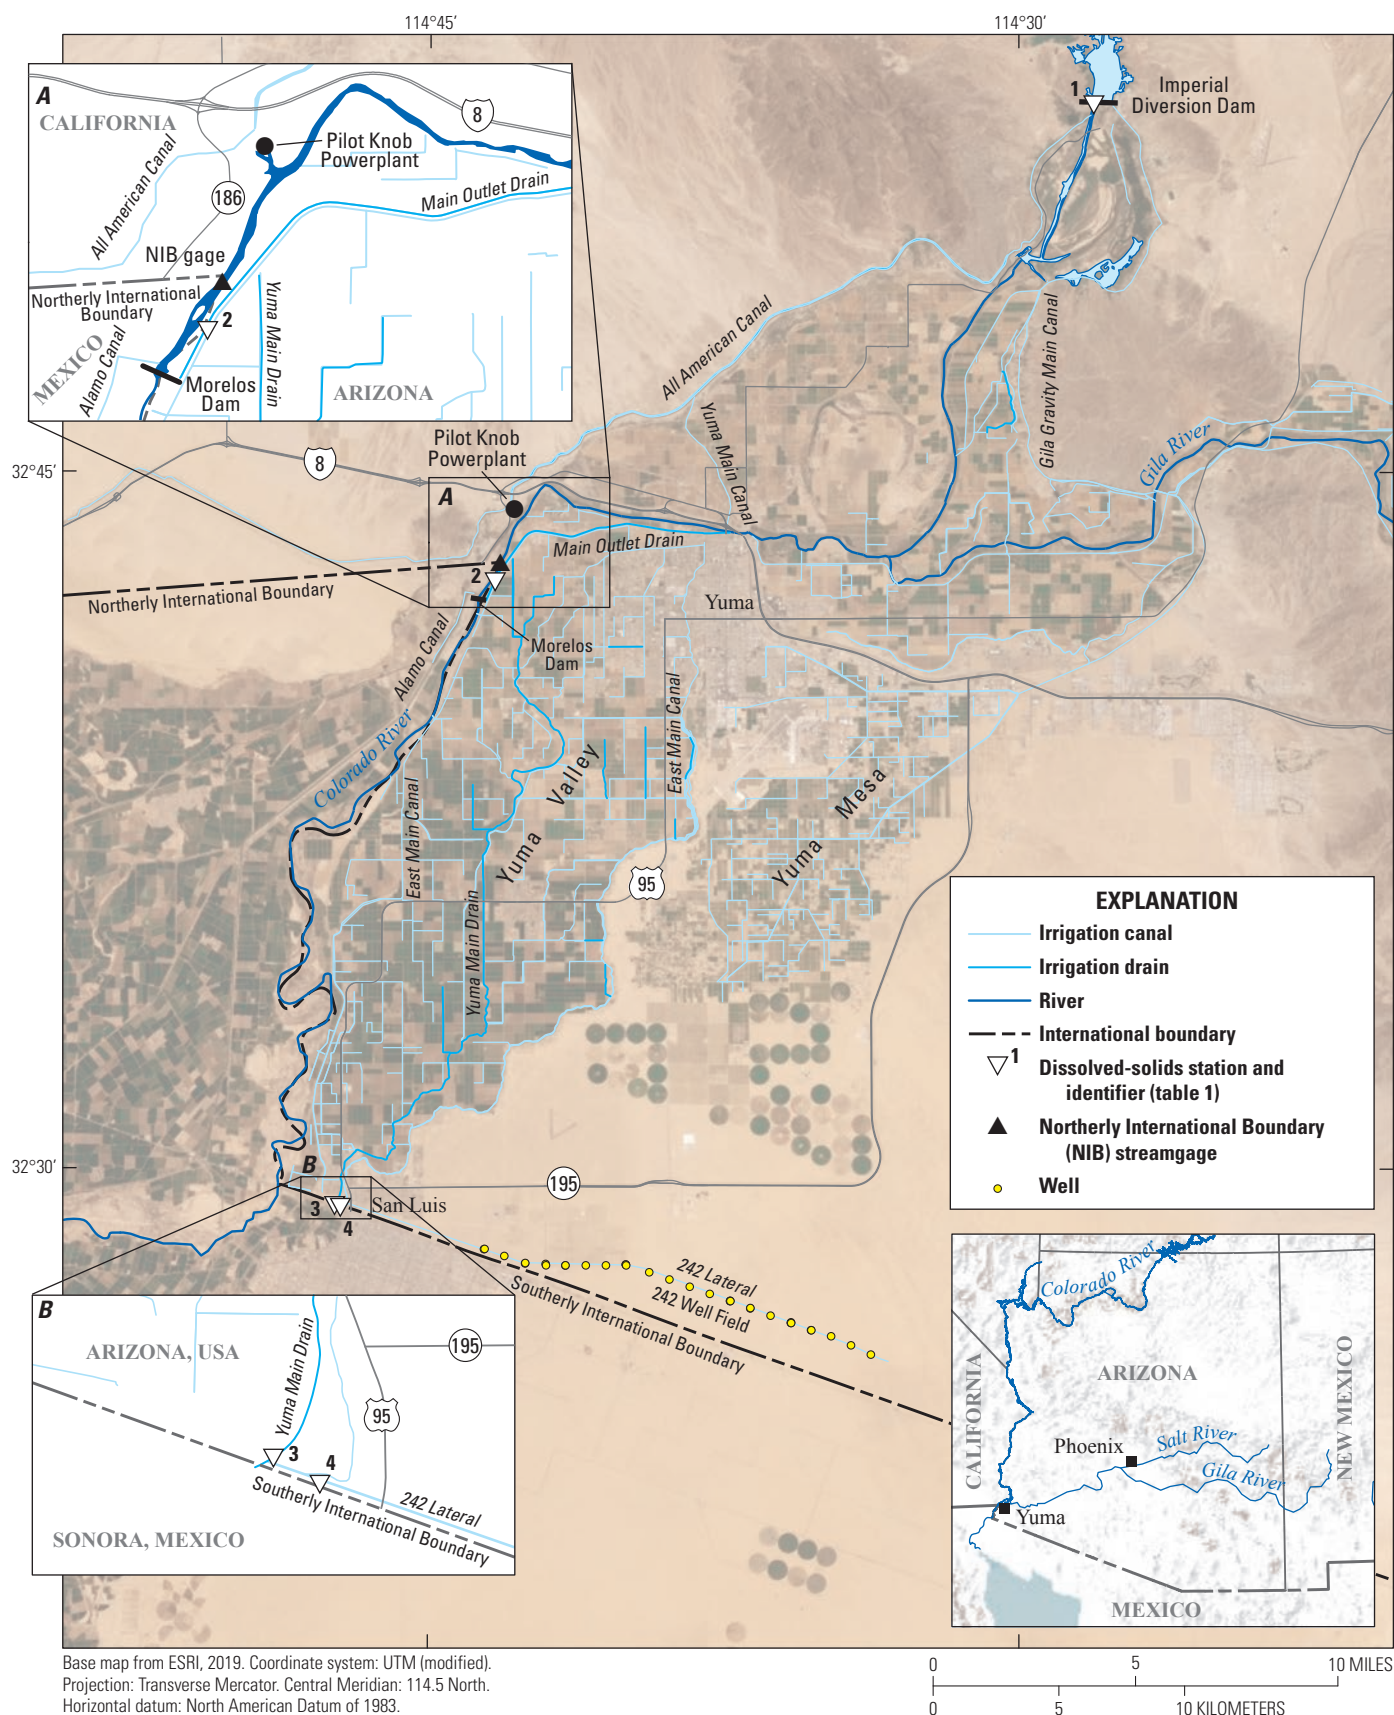 114°45′
114°30′
A
CALIFORNIA
8
Pilot Knob
Powerplant
All American Canal
186
Main Outlet Drain
NIB gage
Northerly International
Boundary
2
MEXICO
Alamo Canal
Yuma Main Drain
Morelos
Dam
ARIZONA
1
Imperial
Diversion Dam
All American Canal
Gila Gravity Main Canal
Yuma Main Canal
Gila River
32°45′
8
Pilot Knob
Powerplant
A
Yuma Main Canal
Main Outlet Drain
2
Northerly International Boundary
Yuma
Morelos
Dam
Alamo Canal
Colorado River
East Main Canal
East Main Canal
Yuma Valley
Yuma Mesa
95
Yuma Main Drain
EXPLANATION
Irrigation canal
Irrigation drain
River
International boundary
1
Dissolved-solids station and
identifier (table 1)
Northerly International Boundary
(NIB) streamgage
Well
32°30′
B
195
3
4
San Luis
242 Lateral
242 Well Field
Southerly International Boundary
B
ARIZONA, USA
Yuma Main Drain
195
95
3
4
242 Lateral
Southerly International Boundary
SONORA, MEXICO
Colorado River
CALIFORNIA
ARIZONA
NEW MEXICO
Phoenix
Salt River
Gila River
Yuma
MEXICO
Base map from ESRI, 2019. Coordinate system: UTM (modified).
Projection: Transverse Mercator. Central Meridian: 114.5 North.
Horizontal datum: North American Datum of 1983.
0 5 10 MILES
0 5 10 KILOMETERS